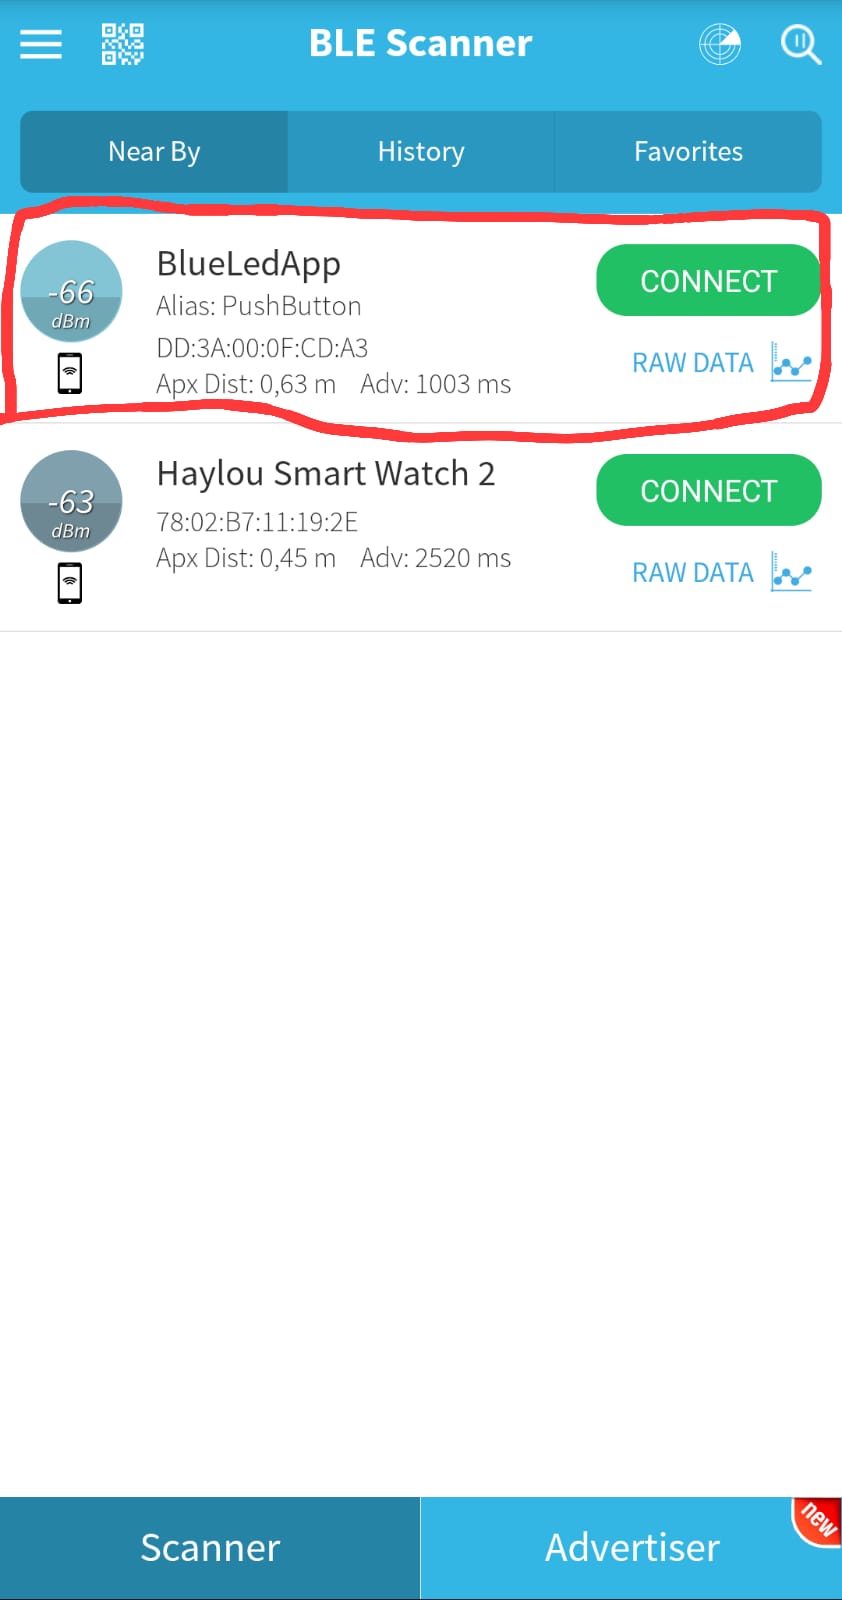 BLE Scanner
Near By
History
Favorites
-66
dBm
BlueLedApp
Alias: PushButton
DD:3A:00:0F:CD:A3
Apx Dist: 0,63 m Adv: 1003 ms
CONNECT
RAW DATA
-63
dBm
Haylou Smart Watch 2
78:02:B7:11:19:2E
Apx Dist: 0,45 m Adv: 2520 ms
CONNECT
RAW DATA
Scanner
Advertiser
new